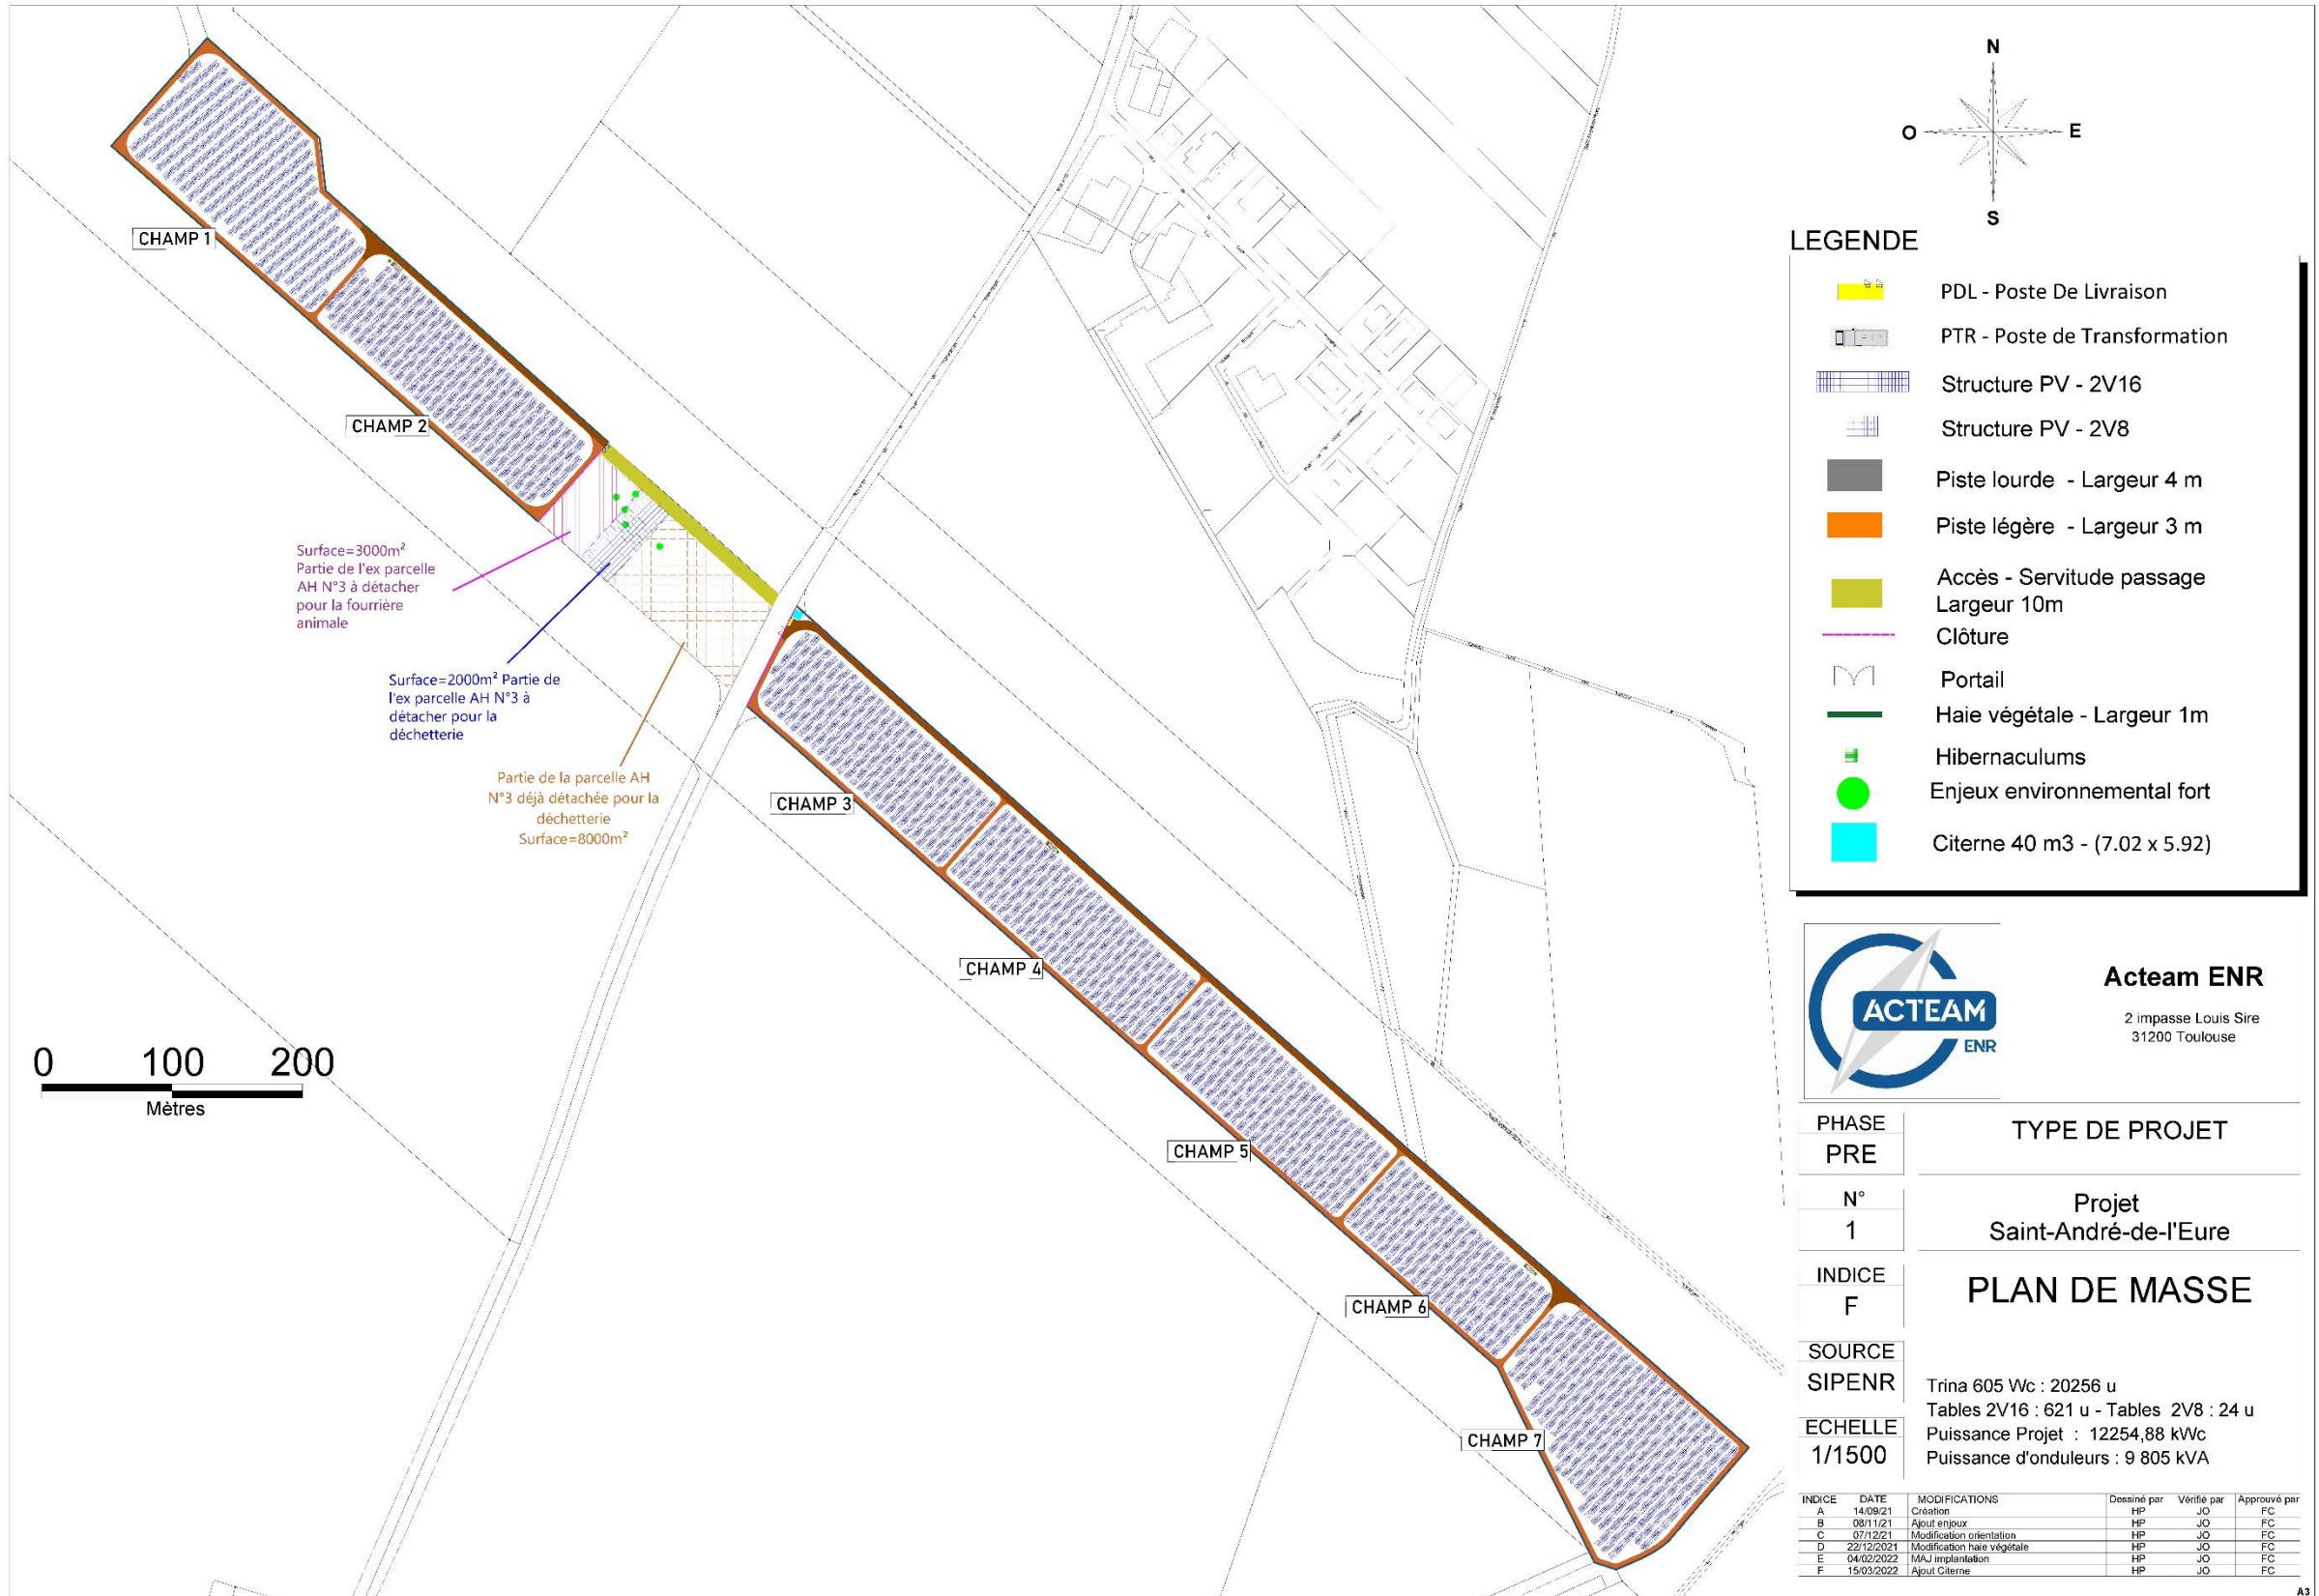 CHAMP 1
CHAMP 2
Surface=3000m²
Partie de l'ex parcelle
AH N°3 à détacher
pour la fourrière
animale
Surface=2000m² Partie de
l'ex parcelle AH N°3 à
détacher pour la
déchetterie
Partie de la parcelle AH
N°3 déjà détachée pour la
déchetterie
Surface=8000m²
CHAMP 3
CHAMP 4
CHAMP 5
CHAMP 6
CHAMP 7
0 100 200
Mètres
N
O E
S
LEGENDE
PDL - Poste De Livraison
PTR - Poste de Transformation
Structure PV - 2V16
Structure PV - 2V8
Piste lourde - Largeur 4 m
Piste légère - Largeur 3 m
Accès - Servitude passage
Largeur 10m
Clôture
Portail
Haie végétale - Largeur 1m
Hibernaculums
Enjeux environnemental fort
Citerne 40 m3 - (7.02 x 5.92)
ACTEAM
ENR
Acteam ENR
2 impasse Louis Sire
31200 Toulouse
PHASE
PRE
TYPE DE PROJET
N°
1
Projet
Saint-André-de-l'Eure
INDICE
F
PLAN DE MASSE
SOURCE
SIPENR
ECHELLE
1/1500
Trina 605 Wc : 20256 u
Tables 2V16 : 621 u - Tables 2V8 : 24 u
Puissance Projet : 12254,88 kWc
Puissance d'onduleurs : 9 805 kVA
INDICE DATE MODIFICATIONS Dessiné par Vérifié par Approuvé par
A 14/09/21 Création HP JO FC
B 08/11/21 Ajout enjoux HP JO FC
C 07/12/21 Modification orientation HP JO FC
D 22/12/2021 Modification haie végétale HP JO FC
E 04/02/2022 MAJ implantation HP JO FC
F 15/03/2022 Ajout Citerne HP JO FC
A3